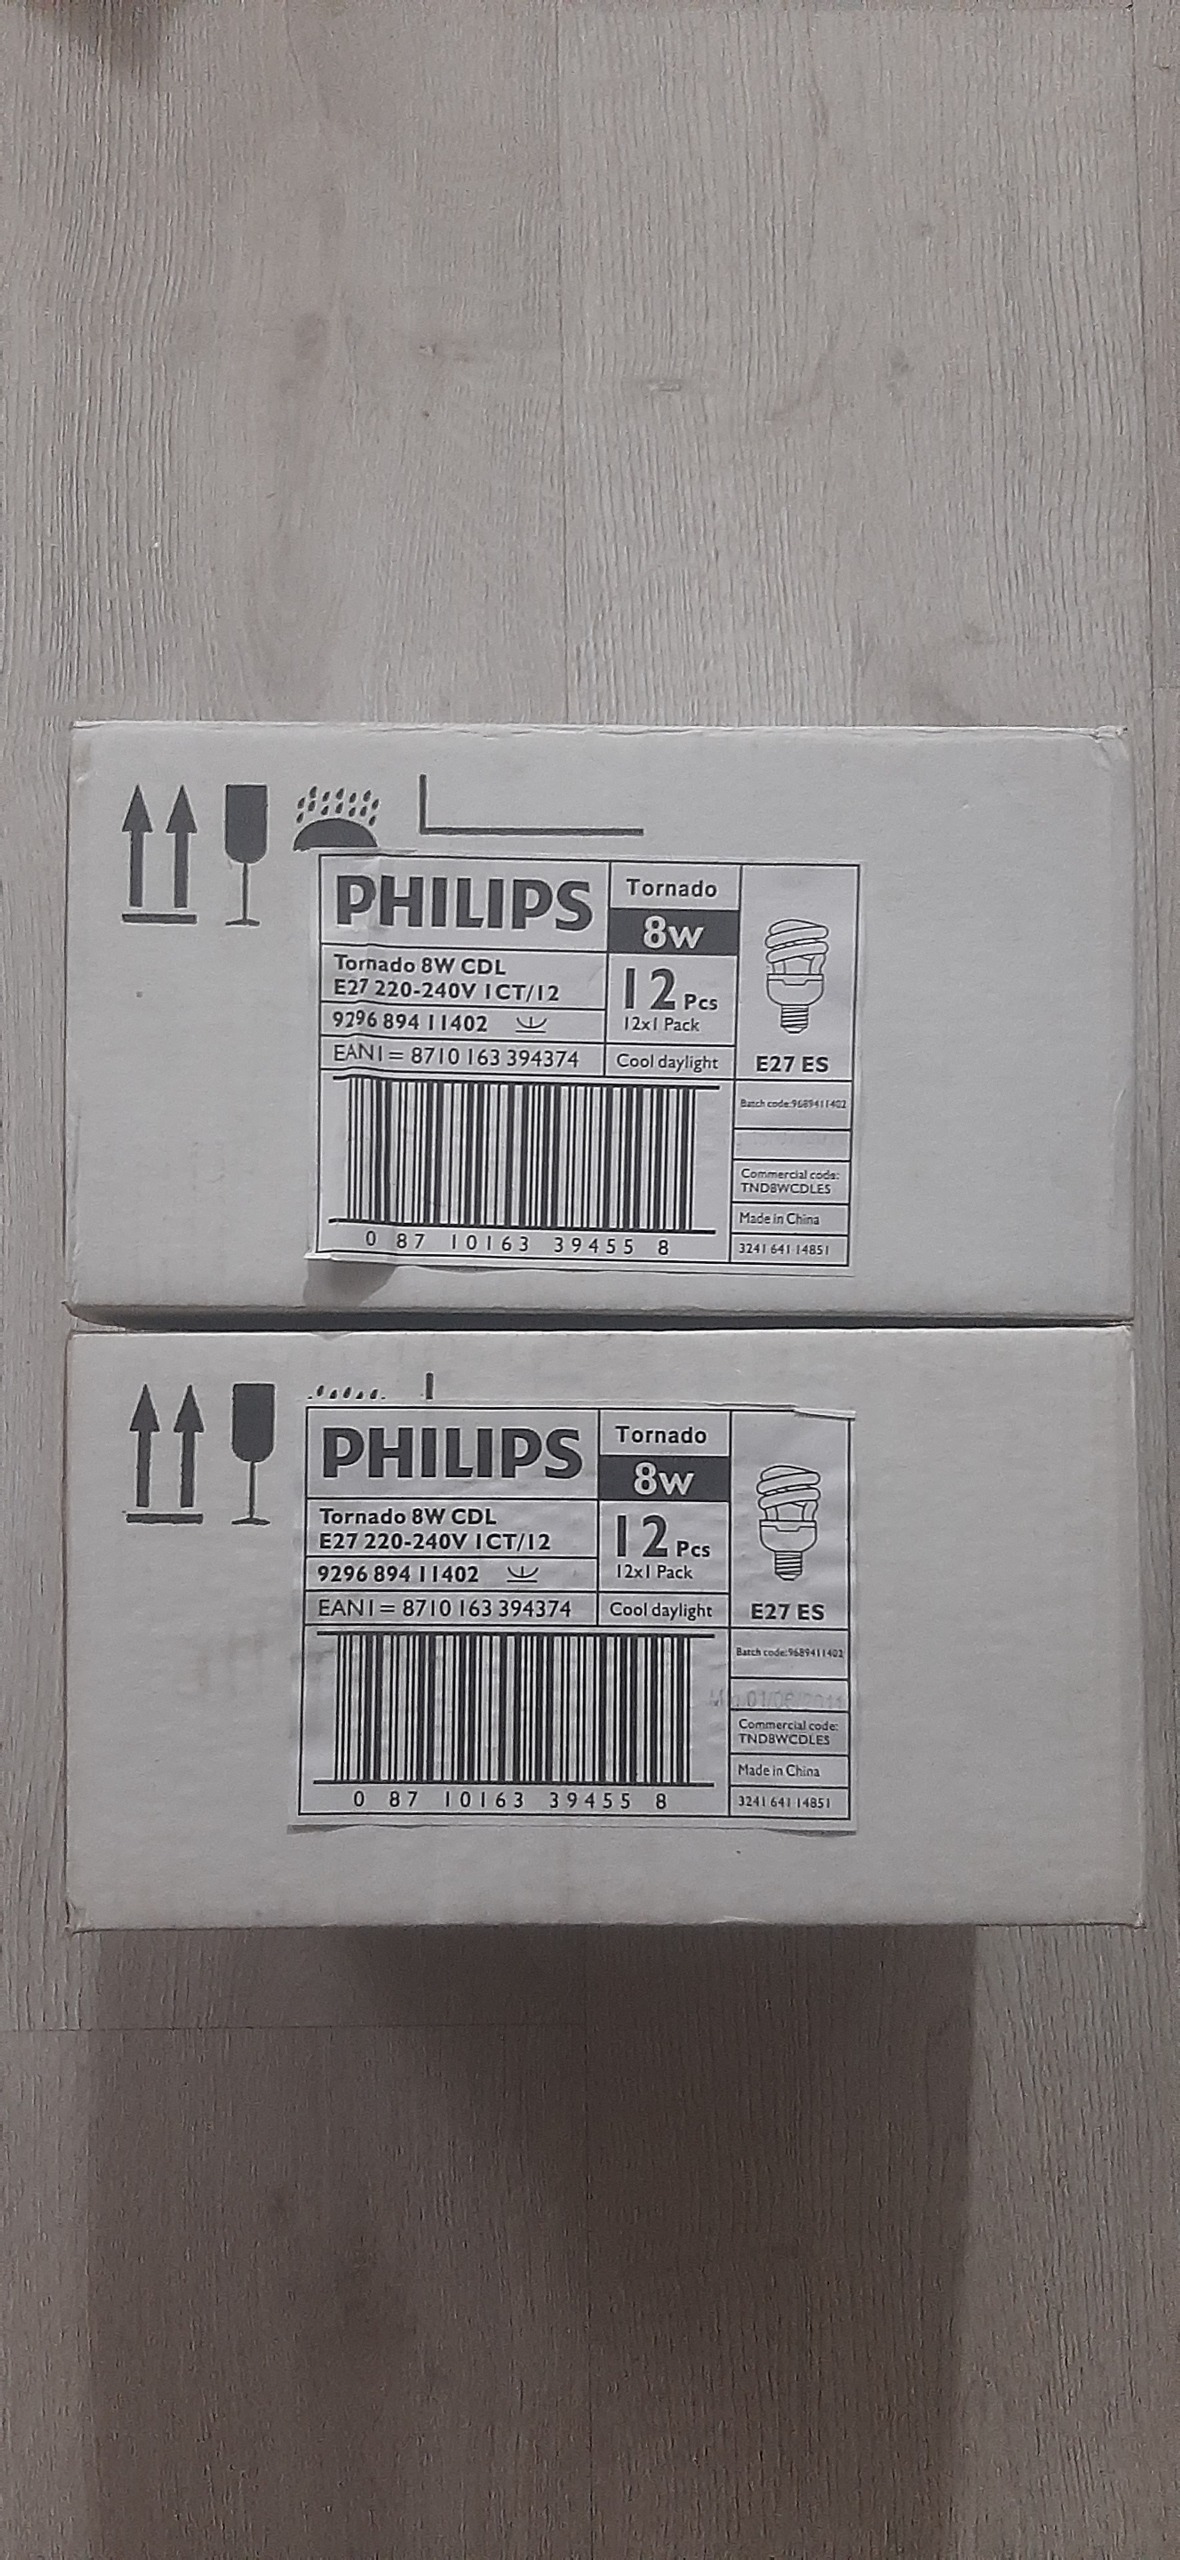 PHILIPS
Tornado
8w
Tornado 8W CDL
E27 220-240V 1CT/12
12 Pcs
12x1 Pack
9296 894 11402
EAN1= 8710 163 394374
Cool daylight
E27 ES
Batch code:9689411402
Commercial code:
TND8WCDLES
Made in China
3241 641 14851
0 87 10163 39455 8
PHILIPS
Tornado
8w
Tornado 8W CDL
E27 220-240V 1CT/12
12 Pcs
12x1 Pack
9296 894 11402
EAN1= 8710 163 394374
Cool daylight
E27 ES
Batch code:9689411402
01/06/2011
Commercial code:
TND8WCDLES
Made in China
3241 641 14851
0 87 10163 39455 8